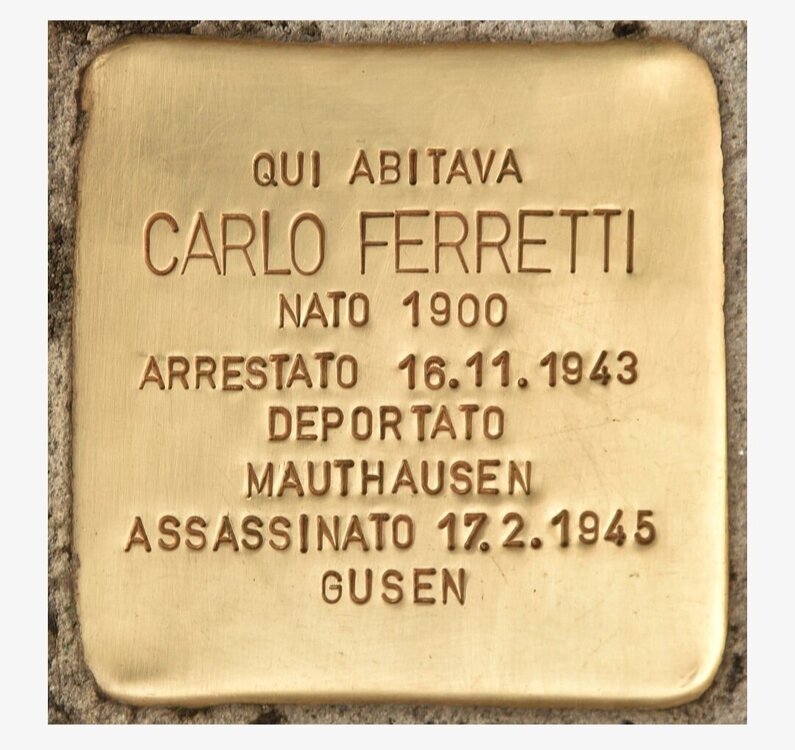 QUI ABITAVA
CARLO FERRETTI
NATO 1900
ARRESTATO 16.11.1943
DEPORTATO
MAUTHAUSEN
ASSASSINATO 17.2.1945
GUSEN